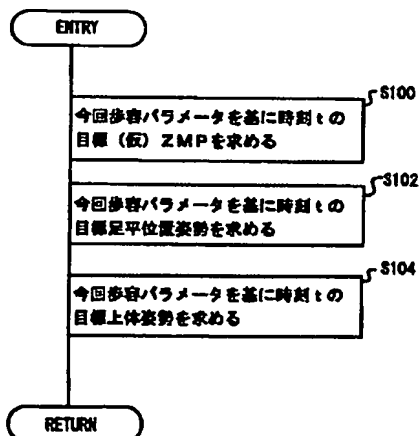 ENTRY
S100
今回歩容パラメータを基に時刻tの
目標（仮）ZMPを求める
S102
今回歩容パラメータを基に時刻tの
目標足平位置姿勢を求める
S104
今回歩容パラメータを基に時刻tの
目標上体姿勢を求める
RETURN